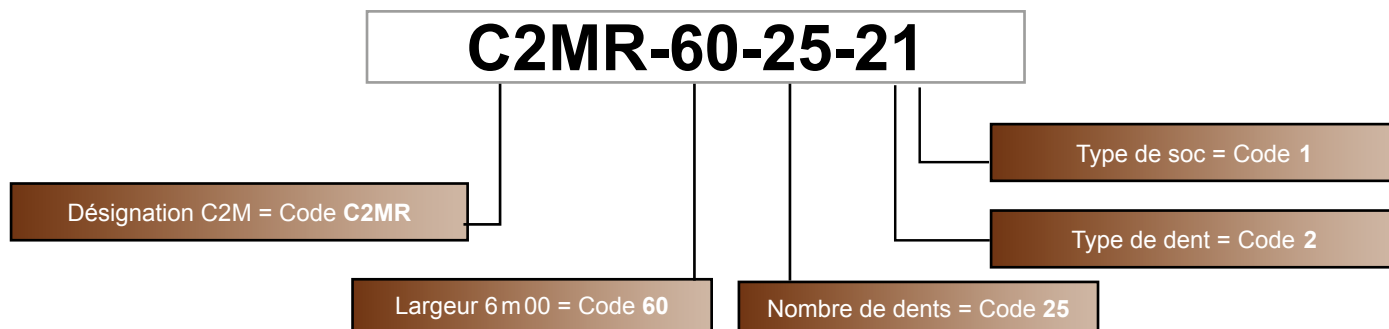 C2MR-60-25-21
Type de soc = Code 1
Désignation C2M = Code C2MR
Type de dent = Code 2
Largeur 6 m 00 = Code 60
Nombre de dents = Code 25